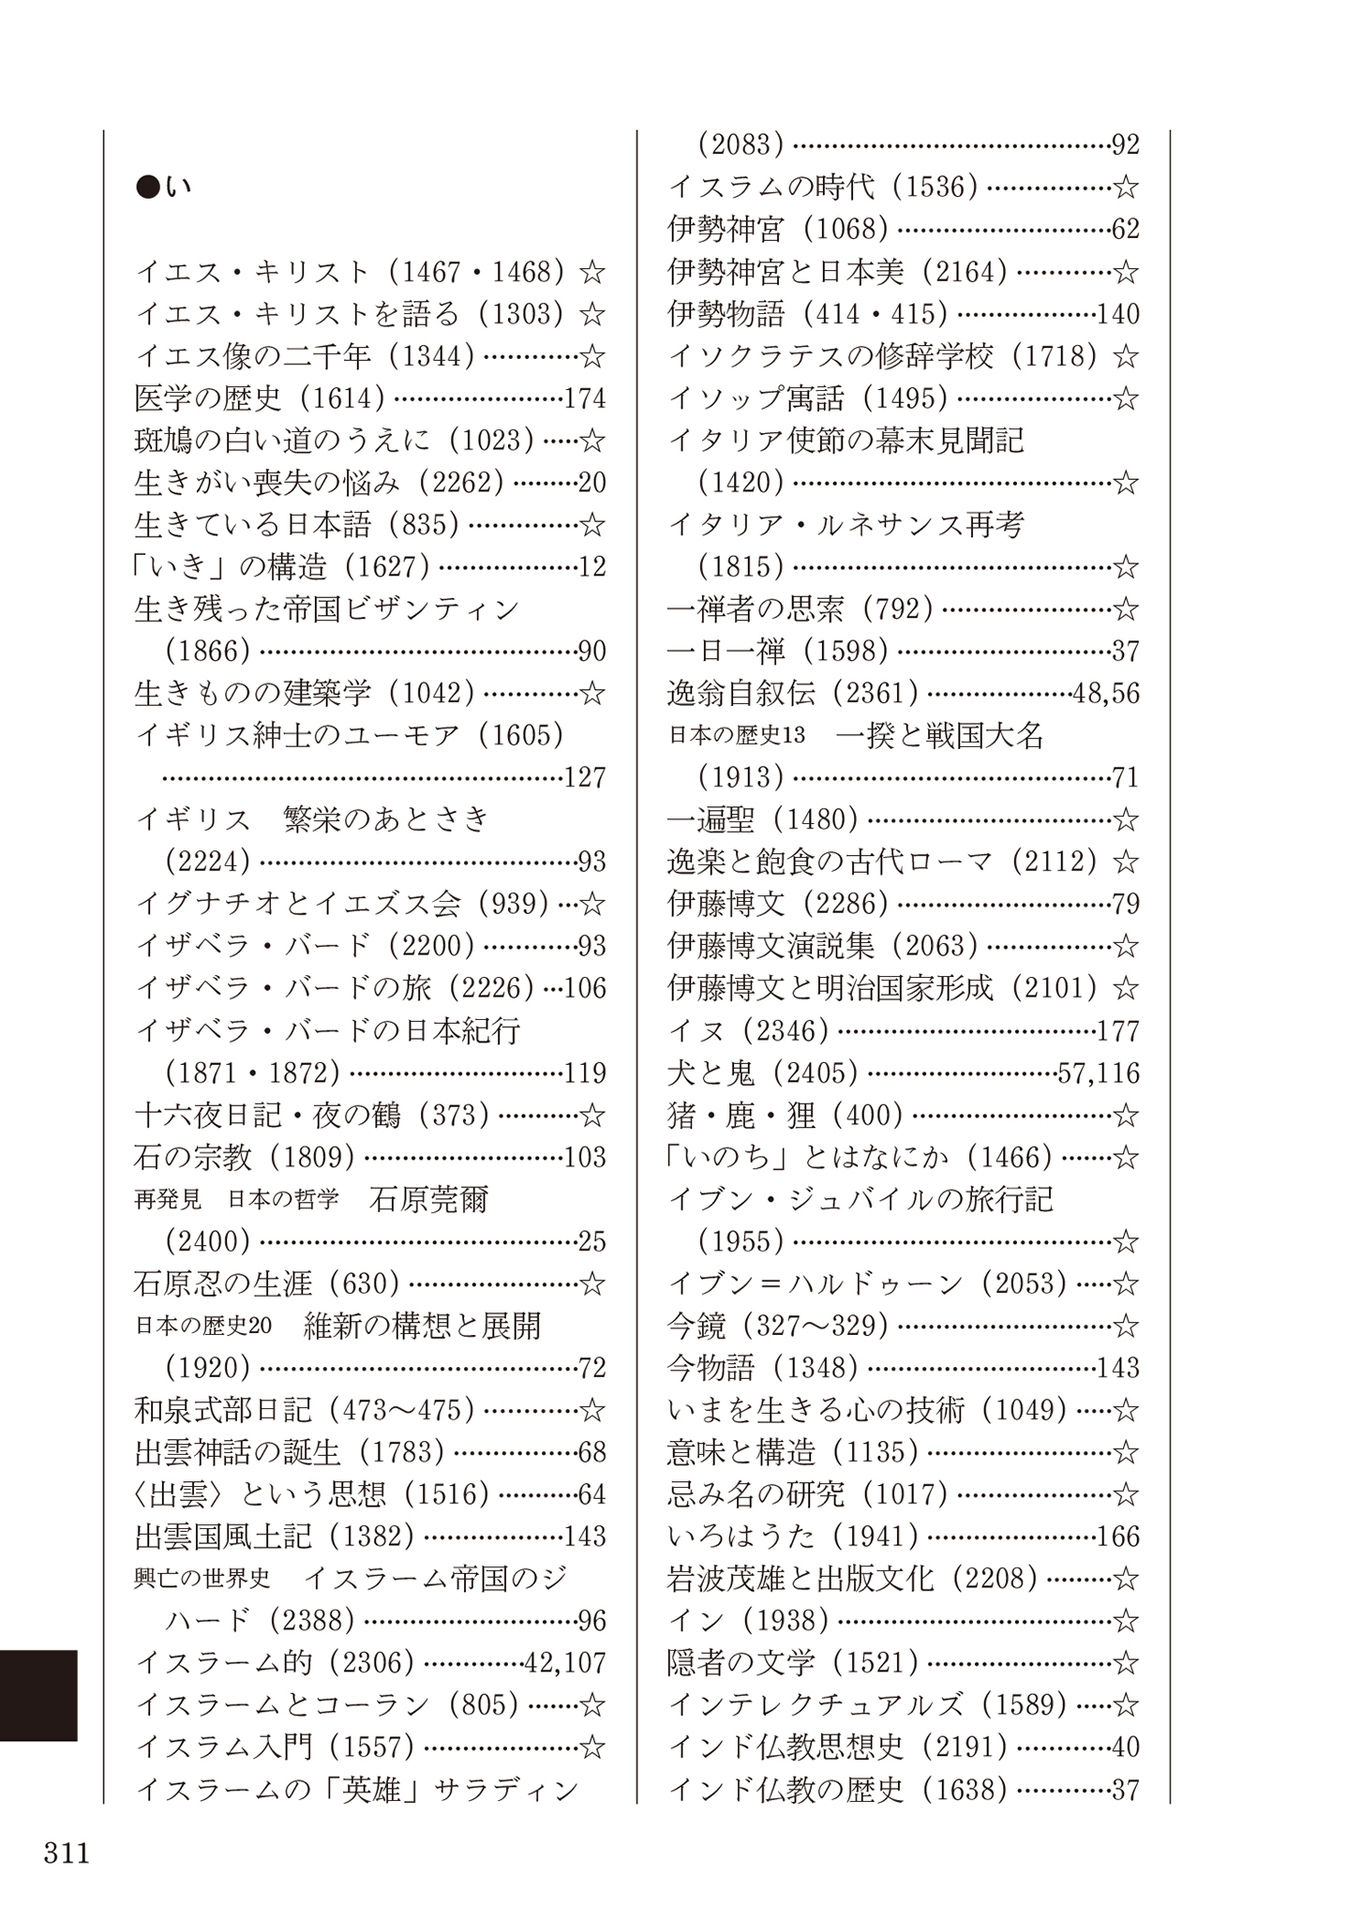 ●い
イエス・キリスト（1467・1468）☆
イエス・キリストを語る（1303）☆
イエス像の二千年（1344）…………☆
医学の歴史（1614）…………………174
斑鳩の白い道のうえに（1023）……☆
生きがい喪失の悩み（2262）………20
生きている日本語（835）……………☆
「いき」の構造（1627）………………12
生き残った帝国ビザンティン
（1866）……………………………………90
生きものの建築学（1042）…………☆
イギリス紳士のユーモア（1605）
………………………………………………127
イギリス　繁栄のあとさき
（2224）……………………………………93
イグナチオとイエズス会（939）…☆
イザベラ・バード（2200）…………93
イザベラ・バードの旅（2226）…106
イザベラ・バードの日本紀行
（1871・1872）…………………………119
十六夜日記・夜の鶴（373）…………☆
石の宗教（1809）………………………103
再発見　日本の哲学　石原莞爾
（2400）……………………………………25
石原忍の生涯（630）…………………☆
日本の歴史20　維新の構想と展開
（1920）……………………………………72
和泉式部日記（473～475）…………☆
出雲神話の誕生（1783）……………68
〈出雲〉という思想（1516）…………64
出雲国風土記（1382）………………143
興亡の世界史　イスラーム帝国のジ
ハード（2388）…………………………96
イスラーム的（2306）…………42,107
イスラームとコーラン（805）……☆
イスラム入門（1557）…………………☆
イスラームの「英雄」サラディン
（2083）……………………………………92
イスラムの時代（1536）……………☆
伊勢神宮（1068）………………………62
伊勢神宮と日本美（2164）…………☆
伊勢物語（414・415）………………140
イソクラテスの修辞学校（1718）☆
イソップ寓話（1495）…………………☆
イタリア使節の幕末見聞記
（1420）……………………………………☆
イタリア・ルネサンス再考
（1815）……………………………………☆
一禅者の思索（792）…………………☆
一日一禅（1598）………………………37
逸翁自叙伝（2361）………………48,56
日本の歴史13　一揆と戦国大名
（1913）……………………………………71
一遍聖（1480）…………………………☆
逸楽と飽食の古代ローマ（2112）☆
伊藤博文（2286）………………………79
伊藤博文演説集（2063）……………☆
伊藤博文と明治国家形成（2101）☆
イヌ（2346）……………………………177
犬と鬼（2405）……………………57,116
猪・鹿・狸（400）……………………☆
「いのち」とはなにか（1466）……☆
イブン・ジュバイルの旅行記
（1955）……………………………………☆
イブン＝ハルドゥーン（2053）……☆
今鏡（327～329）………………………☆
今物語（1348）…………………………143
いまを生きる心の技術（1049）……☆
意味と構造（1135）……………………☆
忌み名の研究（1017）…………………☆
いろはうた（1941）……………………166
岩波茂雄と出版文化（2208）………☆
イン（1938）……………………………☆
隠者の文学（1521）……………………☆
インテレクチュアルズ（1589）……☆
インド仏教思想史（2191）…………40
インド仏教の歴史（1638）…………37
311